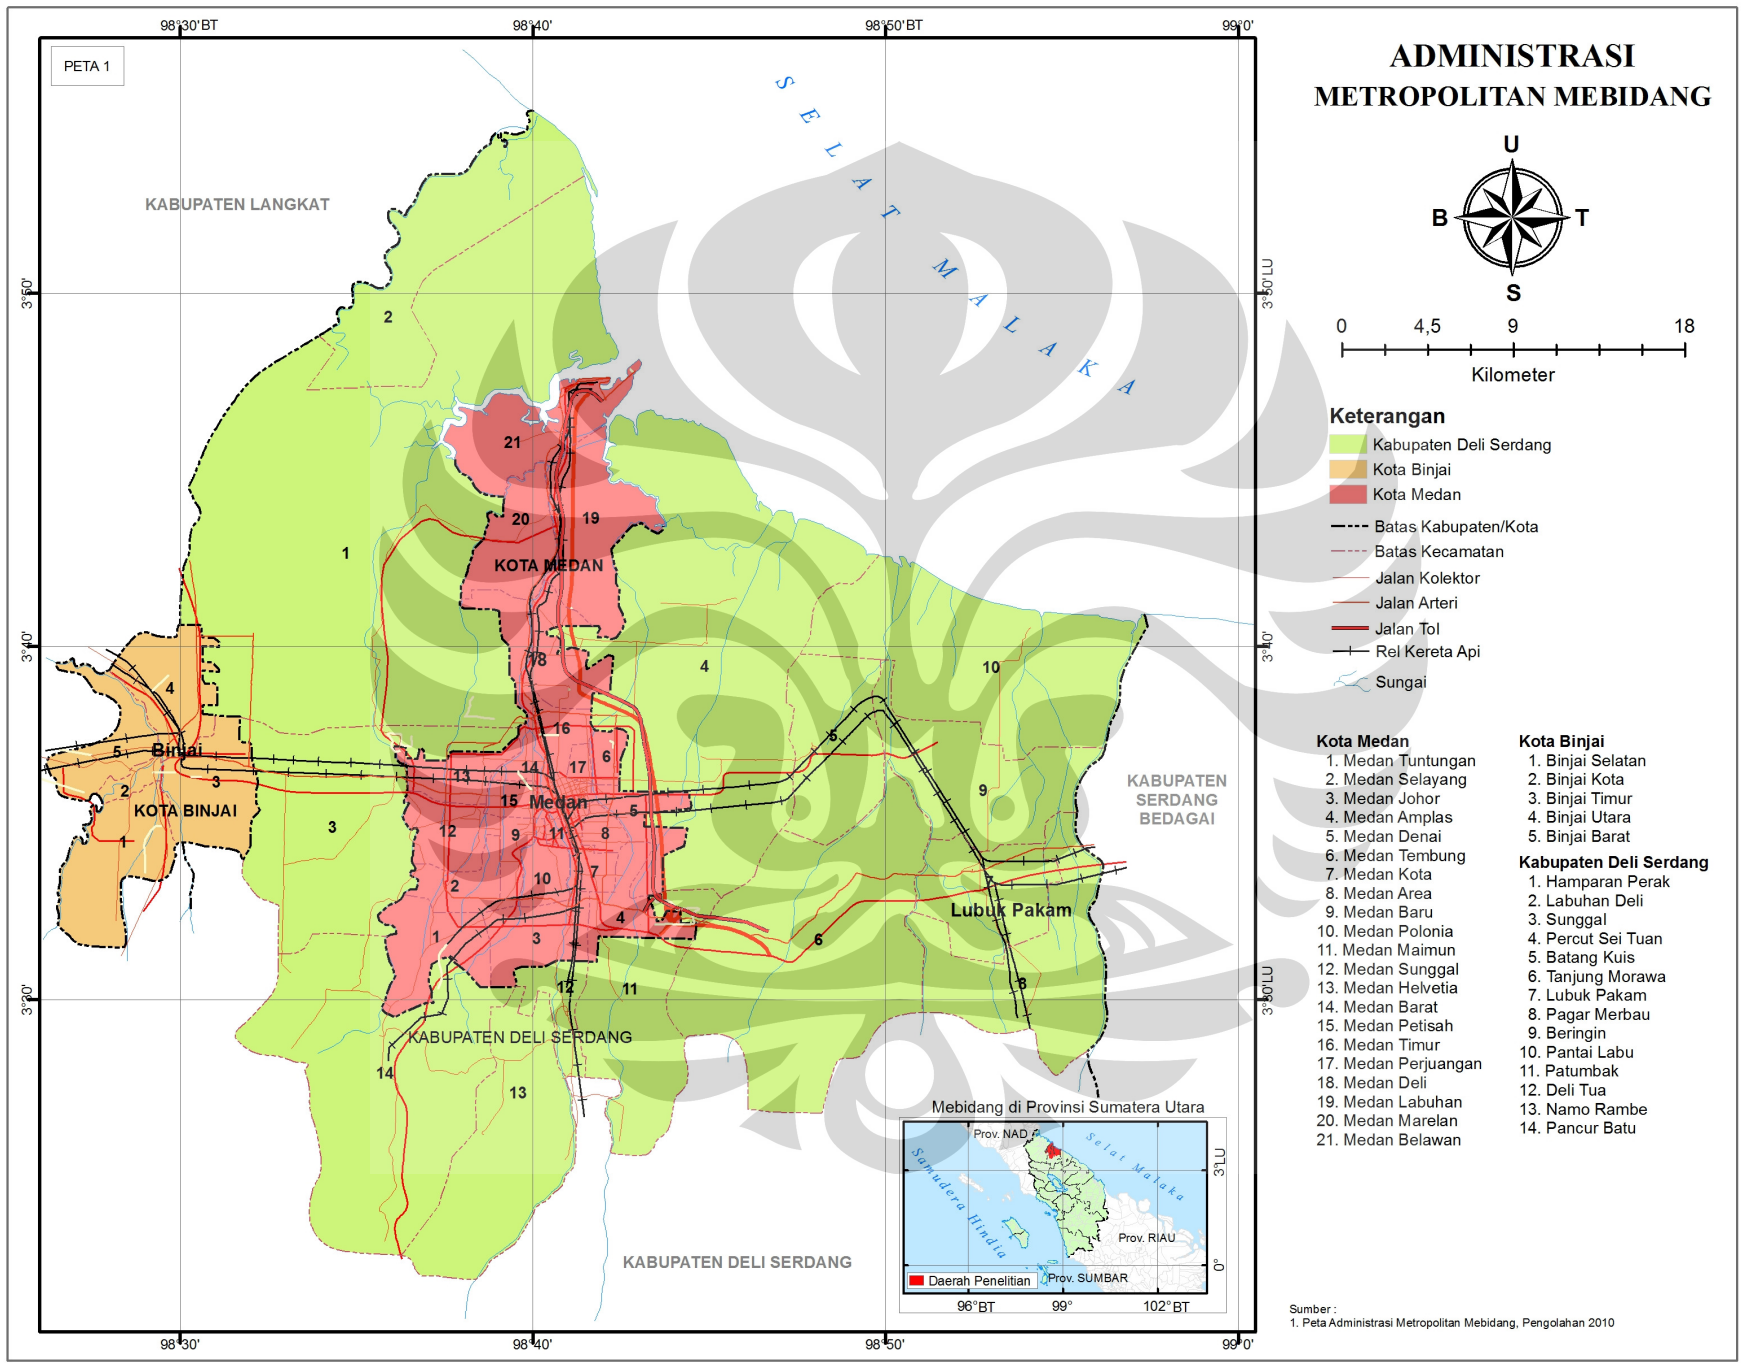 98°30'BT
98°40'
98°50'BT
99°0'
PETA 1
ADMINISTRASI
METROPOLITAN MEBIDANG
U
B
T
S
0 4,5 9 18
Kilometer
SELAT MALAKA
KABUPATEN LANGKAT
3°50'
3°50'LU
2
21
20
19
1
KOTA MEDAN
3°40'
3°40'
18
4
10
4
16
5
5
Binjai
6
13
14
17
3
2
15
Medan
5
9
KOTA BINJAI
3
12
9
11
8
1
7
2
10
7
KABUPATEN
SERDANG
BEDAGAI
Lubuk Pakam
4
1
3
6
12
11
8
3°30'
3°30'LU
KABUPATEN DELI SERDANG
14
13
KABUPATEN DELI SERDANG
Keterangan
Kabupaten Deli Serdang
Kota Binjai
Kota Medan
Batas Kabupaten/Kota
Batas Kecamatan
Jalan Kolektor
Jalan Arteri
Jalan Tol
Rel Kereta Api
Sungai
Kota Medan
1. Medan Tuntungan
2. Medan Selayang
3. Medan Johor
4. Medan Amplas
5. Medan Denai
6. Medan Tembung
7. Medan Kota
8. Medan Area
9. Medan Baru
10. Medan Polonia
11. Medan Maimun
12. Medan Sunggal
13. Medan Helvetia
14. Medan Barat
15. Medan Petisah
16. Medan Timur
17. Medan Perjuangan
18. Medan Deli
19. Medan Labuhan
20. Medan Marelan
21. Medan Belawan
Kota Binjai
1. Binjai Selatan
2. Binjai Kota
3. Binjai Timur
4. Binjai Utara
5. Binjai Barat
Kabupaten Deli Serdang
1. Hamparan Perak
2. Labuhan Deli
3. Sunggal
4. Percut Sei Tuan
5. Batang Kuis
6. Tanjung Morawa
7. Lubuk Pakam
8. Pagar Merbau
9. Beringin
10. Pantai Labu
11. Patumbak
12. Deli Tua
13. Namo Rambe
14. Pancur Batu
Mebidang di Provinsi Sumatera Utara
Prov. NAD
Selat Malaka
Samudera Hindia
3°LU
Prov. RIAU
0°
Daerah Penelitian
Prov. SUMBAR
96°BT
99°
102°BT
Sumber :
1. Peta Administrasi Metropolitan Mebidang, Pengolahan 2010
98°30'
98°40'
98°50'
99°0'